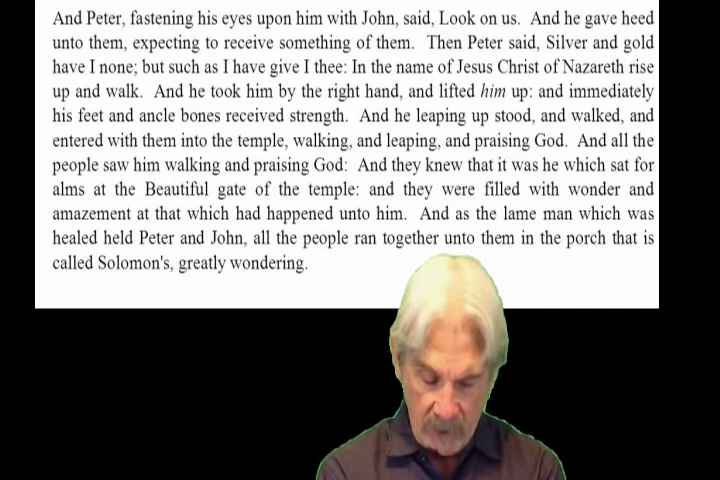 And Peter, fastening his eyes upon him with John, said, Look on us.  And he gave heed
unto them, expecting to receive something of them.  Then Peter said, Silver and gold
have I none; but such as I have give I thee: In the name of Jesus Christ of Nazareth rise
up and walk.  And he took him by the right hand, and lifted him up: and immediately
his feet and ancle bones received strength.  And he leaping up stood, and walked, and
entered with them into the temple, walking, and leaping, and praising God.  And all the
people saw him walking and praising God:  And they knew that it was he which sat for
alms at the Beautiful gate of the temple: and they were filled with wonder and
amazement at that which had happened unto him.  And as the lame man which was
healed held Peter and John, all the people ran together unto them in the porch that is
called Solomon's, greatly wondering.